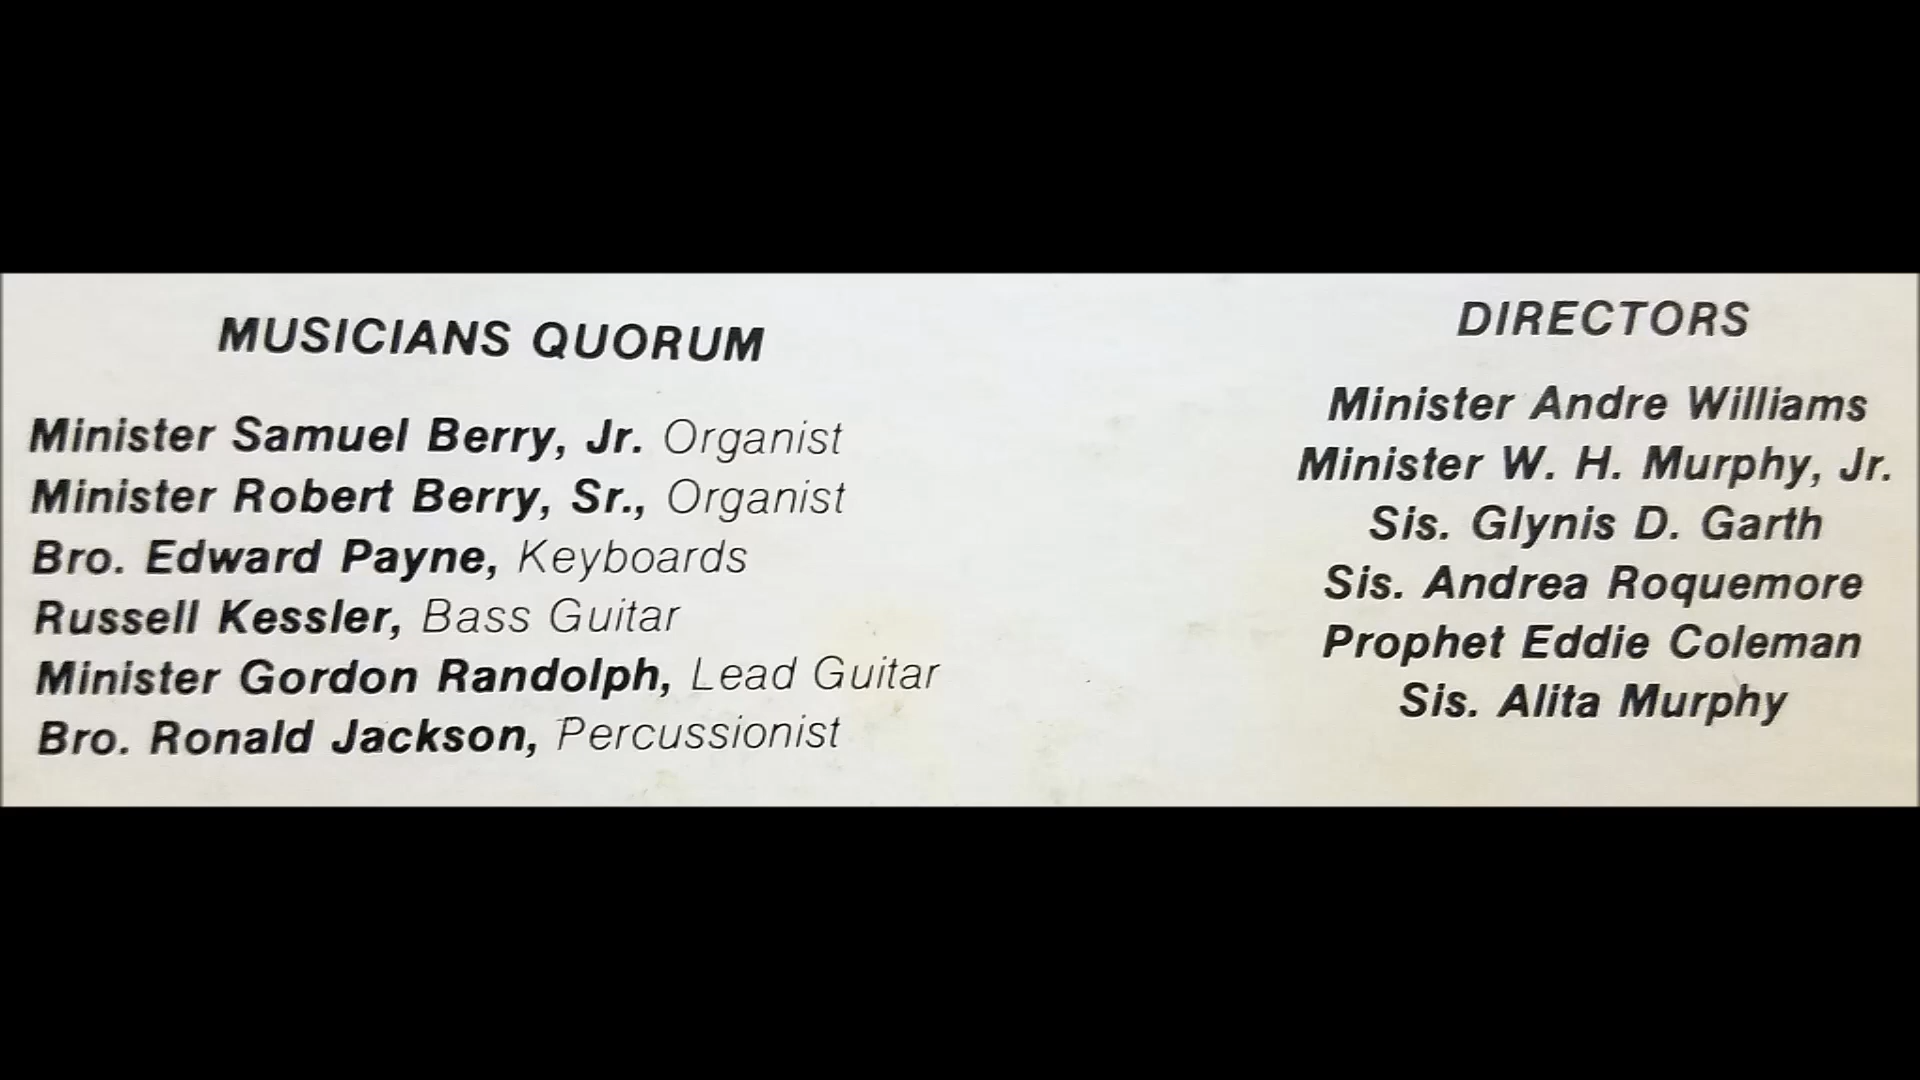 MUSICIANS QUORUM
Minister Samuel Berry, Jr. Organist
Minister Robert Berry, Sr., Organist
Bro. Edward Payne, Keyboards
Russell Kessler, Bass Guitar
Minister Gordon Randolph, Lead Guitar
Bro. Ronald Jackson, Percussionist
DIRECTORS
Minister Andre Williams
Minister W. H. Murphy, Jr.
Sis. Glynis D. Garth
Sis. Andrea Roquemore
Prophet Eddie Coleman
Sis. Alita Murphy